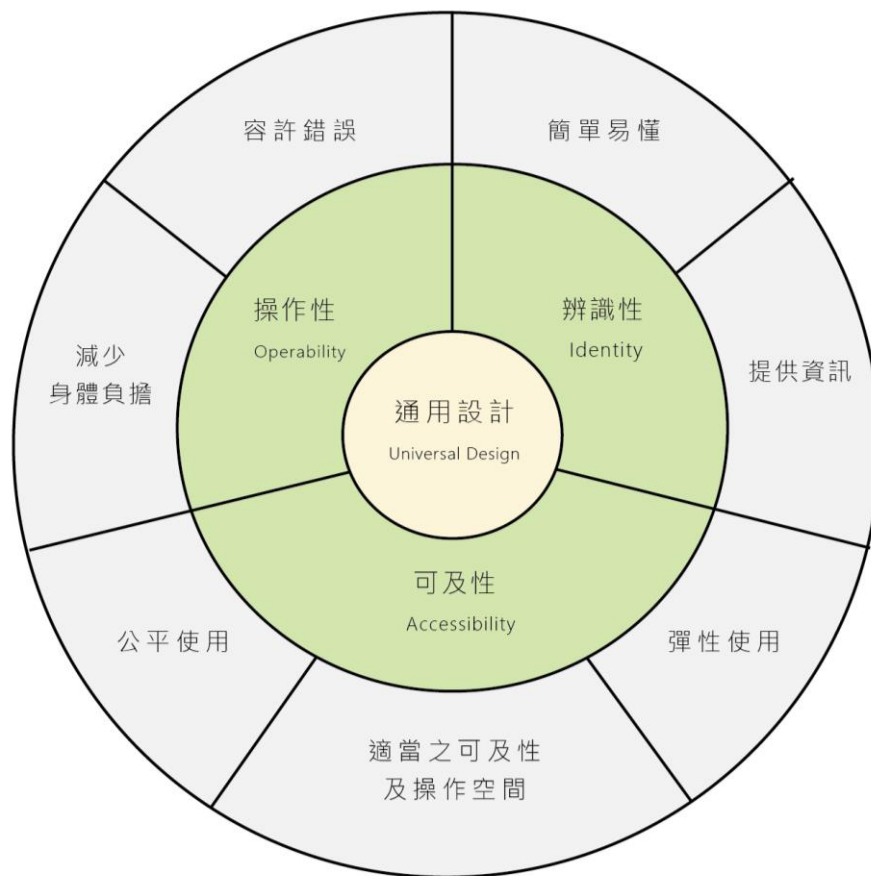 容許錯誤
簡單易懂
操作性
Operability
辨識性
Identity
減少
身體負擔
提供資訊
通用設計
Universal Design
可及性
Accessibility
公平使用
彈性使用
適當之可及性
及操作空間